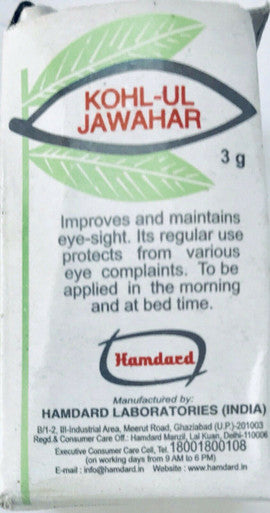 KOHL-UL
JAWAHAR
3 g
Improves and maintains
eye-sight. Its regular use
protects from various
eye complaints. To be
applied in the morning
and at bed time.
Hamdard
Manufactured by:
HAMDARD LABORATORIES (INDIA)
B/1-2, III-Industrial Area, Meerut Road, Ghaziabad (U.P.)-201003
Regd.& Consumer Care Off.: Hamdard Manzil, Lal Kuan, Delhi-110006
Executive Consumer Care Cell, Tel. 18001800108
(on working days from 9 AM to 6 PM)
E-mail : info@hamdard.in Website : www.hamdard.in